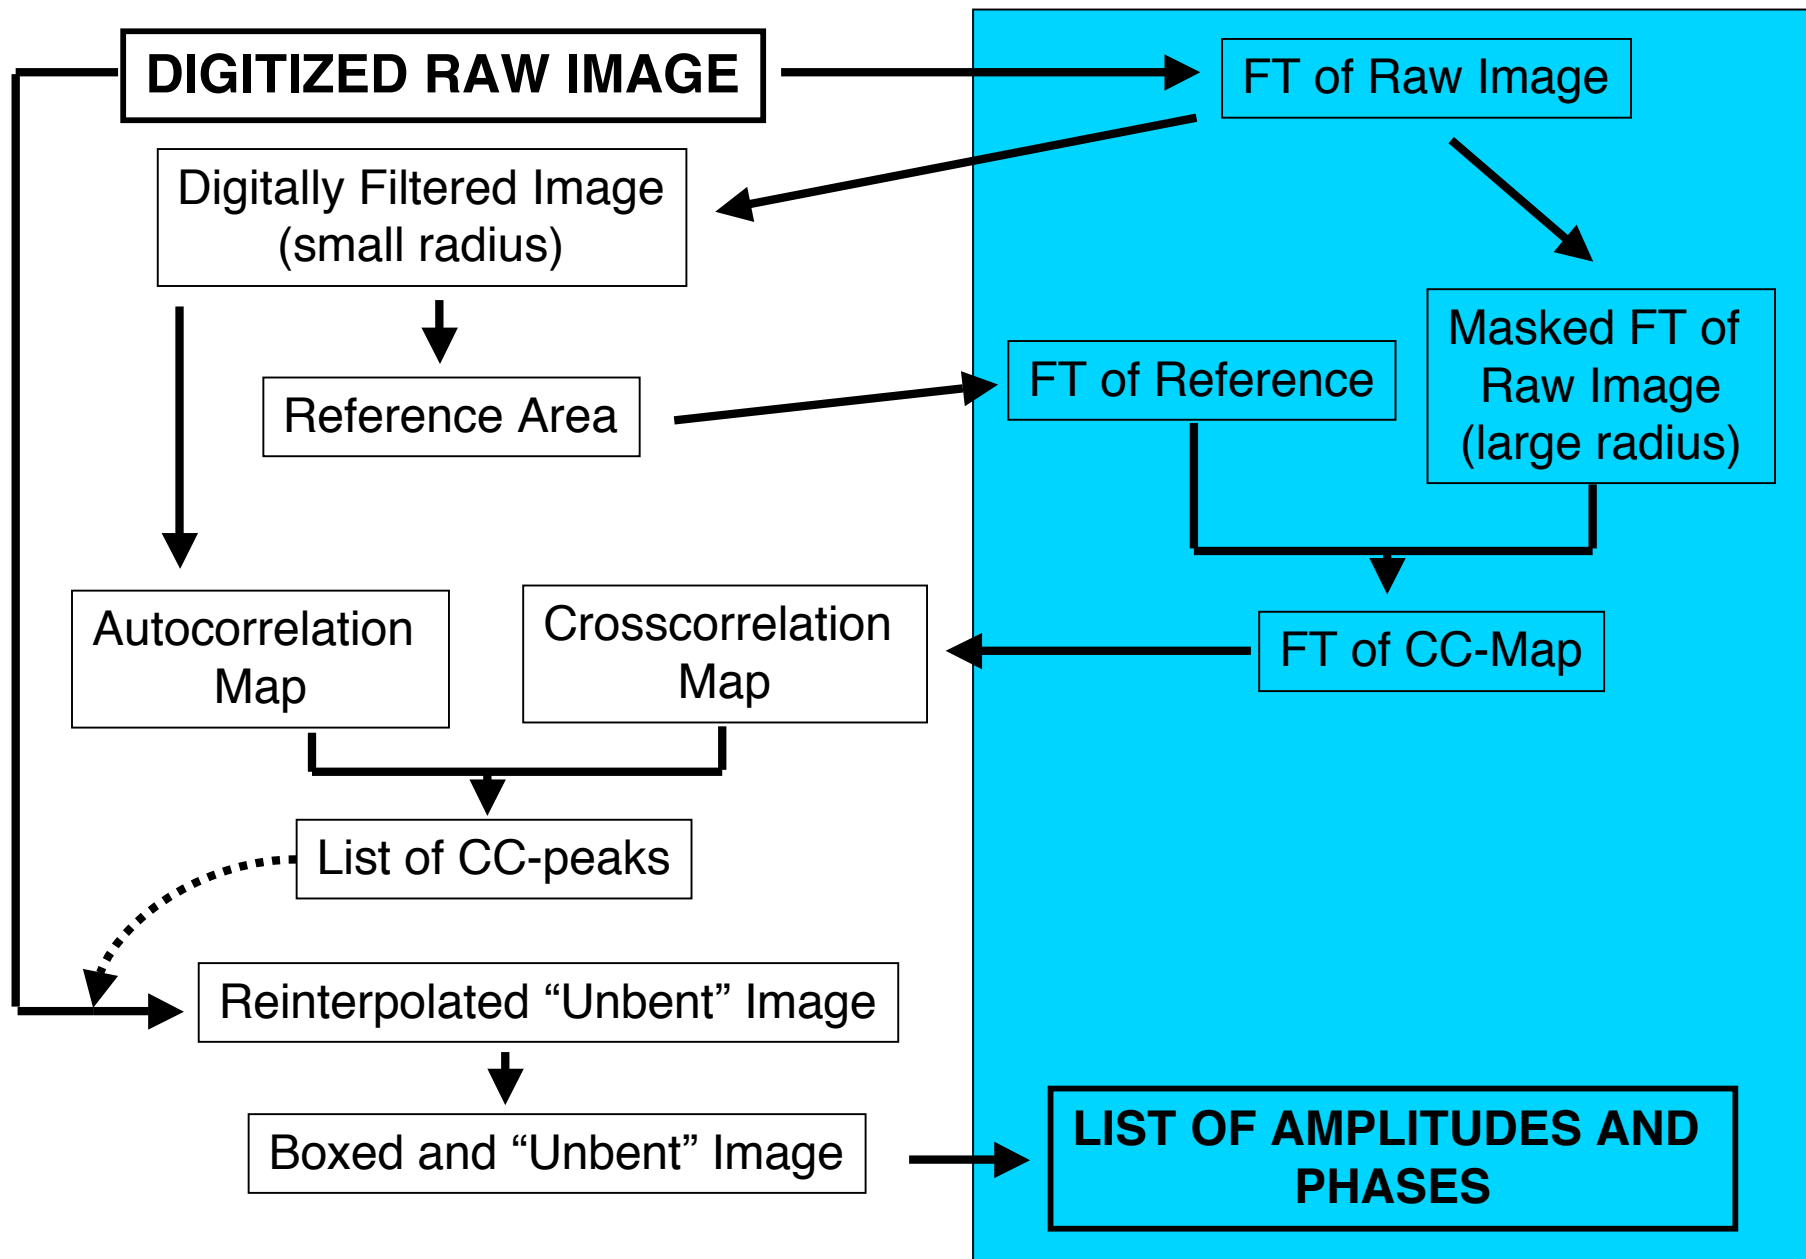 DIGITIZED RAW IMAGE
FT of Raw Image
Digitally Filtered Image
(small radius)
Masked FT of
Raw Image
(large radius)
FT of Reference
Reference Area
Autocorrelation
Map
Crosscorrelation
Map
FT of CC-Map
List of CC-peaks
Reinterpolated “Unbent” Image
Boxed and “Unbent” Image
LIST OF AMPLITUDES AND
PHASES